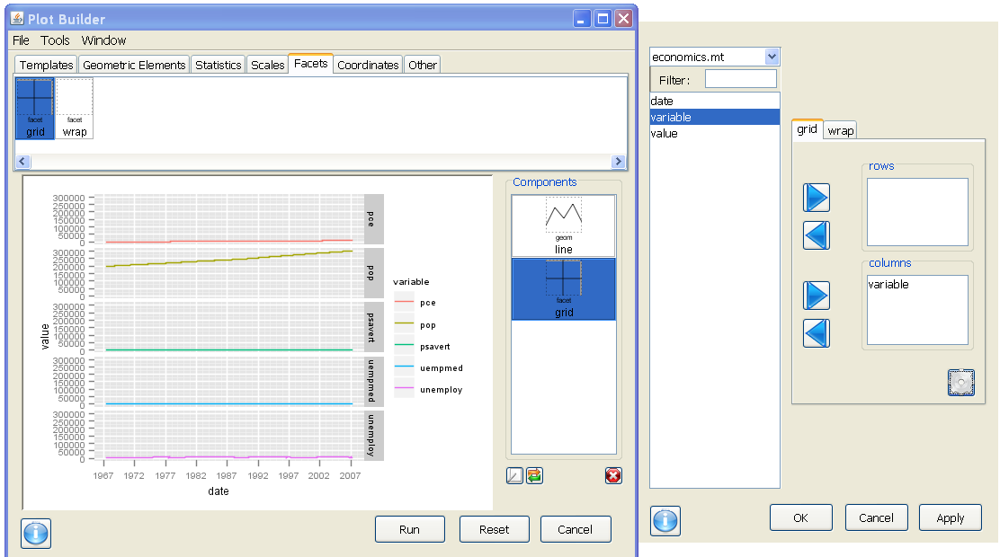 Plot Builder
File Tools Window
Templates Geometric Elements Statistics Scales Facets Coordinates Other
facet
grid
facet
wrap
300000
250000
200000
150000
100000
50000
0
pce
300000
250000
200000
150000
100000
50000
0
pop
300000
250000
200000
150000
100000
50000
0
psavert
300000
250000
200000
150000
100000
50000
0
uempmed
300000
250000
200000
150000
100000
50000
0
unemploy
value
1967 1972 1977 1982 1987 1992 1997 2002 2007
date
variable
pce
pop
psavert
uempmed
unemploy
Components
geom
line
facet
grid
Run Reset Cancel
economics.mt
Filter:
date
variable
value
grid wrap
rows
columns
variable
OK Cancel Apply